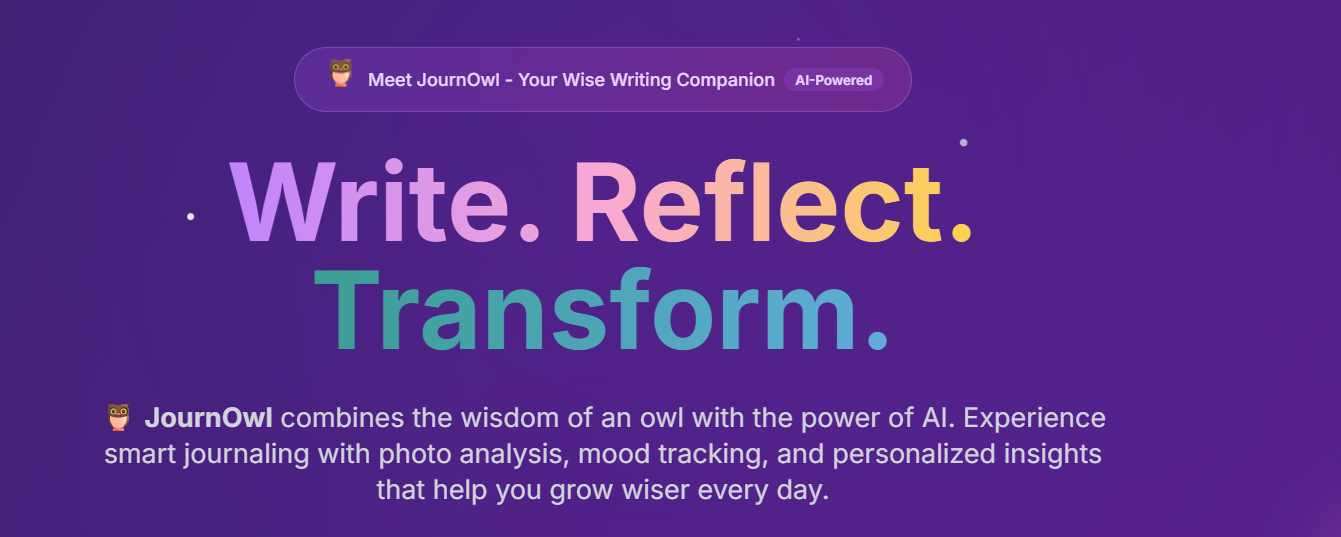 Meet JournOwl - Your Wise Writing Companion AI-Powered
Write. Reflect.
Transform.
JournOwl combines the wisdom of an owl with the power of AI. Experience
smart journaling with photo analysis, mood tracking, and personalized insights
that help you grow wiser every day.